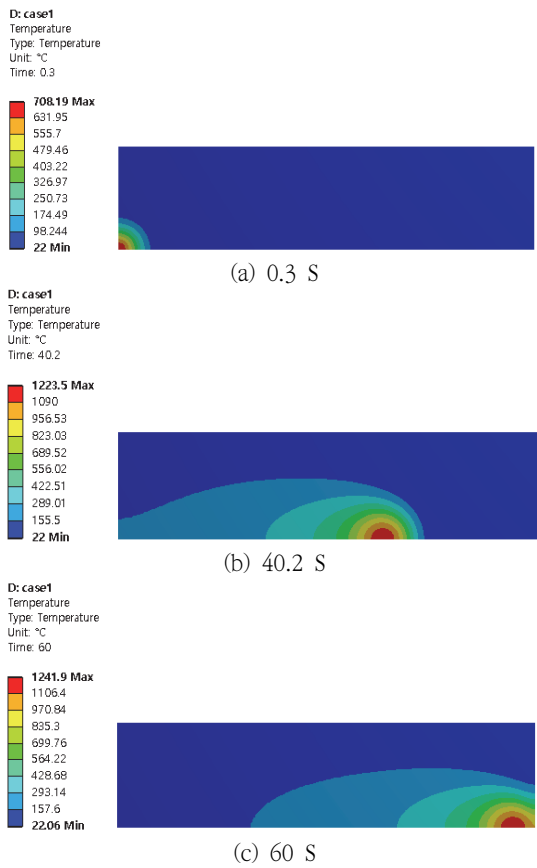 D: case1
Temperature
Type: Temperature
Unit: °C
Time: 0.3
708.19 Max
631.95
555.7
479.46
403.22
326.97
250.73
174.49
98.244
22 Min
(a) 0.3 S
D: case1
Temperature
Type: Temperature
Unit: °C
Time: 40.2
1223.5 Max
1090
956.53
823.03
689.52
556.02
422.51
289.01
155.5
22 Min
(b) 40.2 S
D: case1
Temperature
Type: Temperature
Unit: °C
Time: 60
1241.9 Max
1106.4
970.84
835.3
699.76
564.22
428.68
293.14
157.6
22.06 Min
(c) 60 S